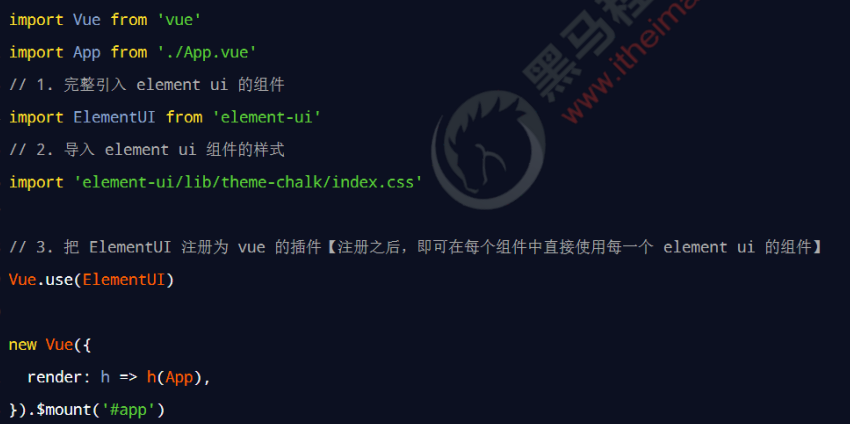 import Vue from 'vue'
import App from './App.vue'
// 1. 完整引入 element ui 的组件
import ElementUI from 'element-ui'
// 2. 导入 element ui 组件的样式
import 'element-ui/lib/theme-chalk/index.css'
// 3. 把 ElementUI 注册为 vue 的插件【注册之后，即可在每个组件中直接使用每一个 element ui 的组件】
Vue.use(ElementUI)
new Vue({
  render: h => h(App),
}).$mount('#app')
黑马程
www.itheima